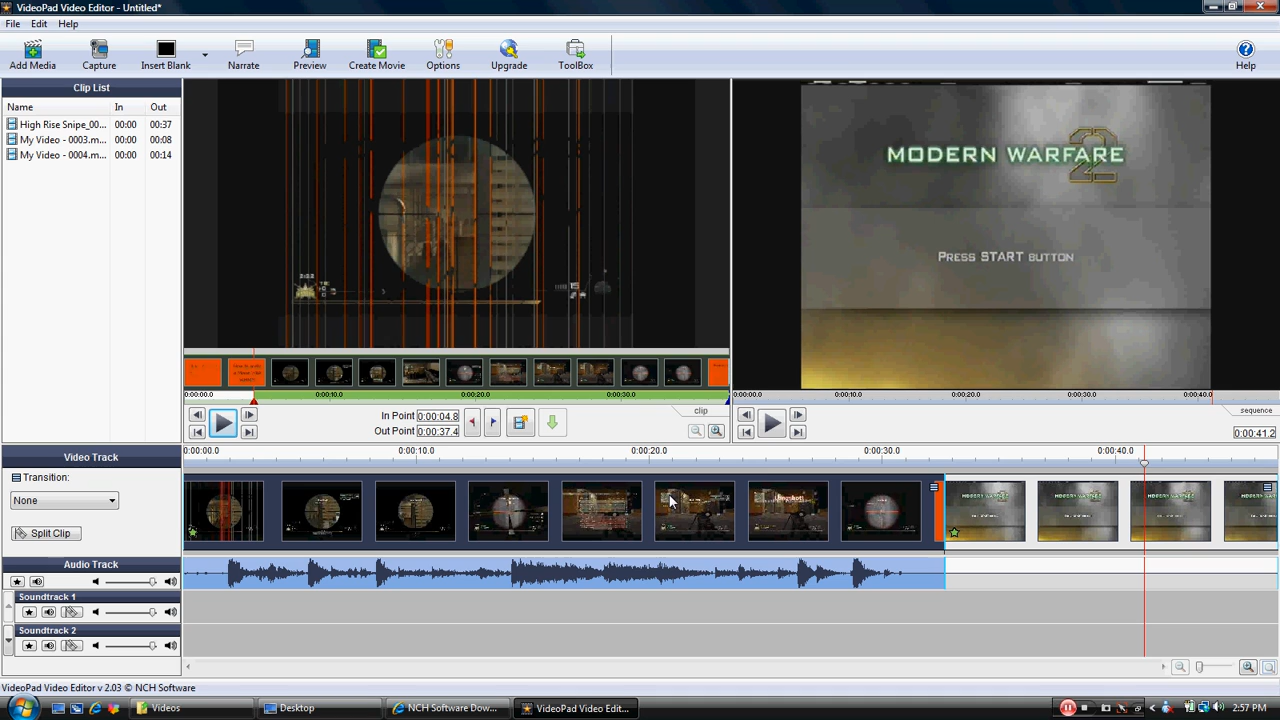 VideoPad Video Editor - Untitled*
File Edit Help
Add Media Capture Insert Blank Narrate Preview Create Movie Options Upgrade ToolBox Help
Clip List
Name In Out
High Rise Snipe_00... 00:00 00:37
My Video - 0003.m... 00:00 00:08
My Video - 0004.m... 00:00 00:14
MODERN WARFARE 2
PRESS START BUTTON
0:00:00.0 0:00:10.0 0:00:20.0 0:00:30.0
In Point 0:00:04.8
Out Point 0:00:37.4
clip
0:00:00.0 0:00:10.0 0:00:20.0 0:00:30.0 0:00:40.0
sequence
0:00:41.2
Video Track
Transition:
None
Split Clip
0:00:00.0 0:00:10.0 0:00:20.0 0:00:30.0 0:00:40.0
Audio Track
Soundtrack 1
Soundtrack 2
VideoPad Video Editor v 2.03 © NCH Software
Videos Desktop NCH Software Dow... VideoPad Video Edit... 2:57 PM